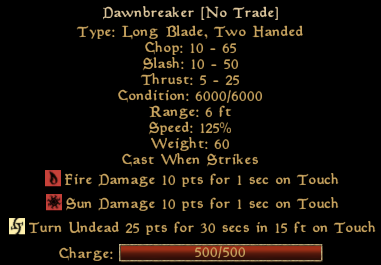 Dawnbreaker [No Trade]
Type: Long Blade, Two Handed
Chop: 10 - 65
Slash: 10 - 50
Thrust: 5 - 25
Condition: 6000/6000
Range: 6 ft
Speed: 125%
Weight: 60
Cast When Strikes
Fire Damage 10 pts for 1 sec on Touch
Sun Damage 10 pts for 1 sec on Touch
Turn Undead 25 pts for 30 secs in 15 ft on Touch
Charge: 500/500